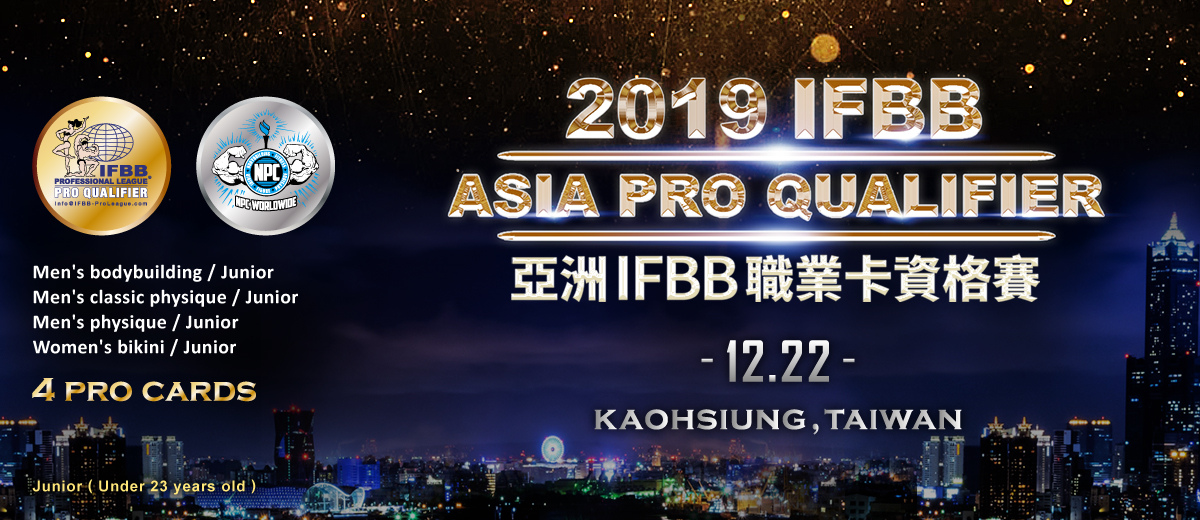 IFBB
PROFESSIONAL LEAGUE
PRO QUALIFIER
info@IFBB-ProLeague.com
NPC
NPC WORLDWIDE
Men's bodybuilding / Junior
Men's classic physique / Junior
Men's physique / Junior
Women's bikini / Junior
4 PRO CARDS
Junior ( Under 23 years old )
2019 IFBB
ASIA PRO QUALIFIER
亞洲IFBB職業卡資格賽
- 12.22 -
KAOHSIUNG, TAIWAN